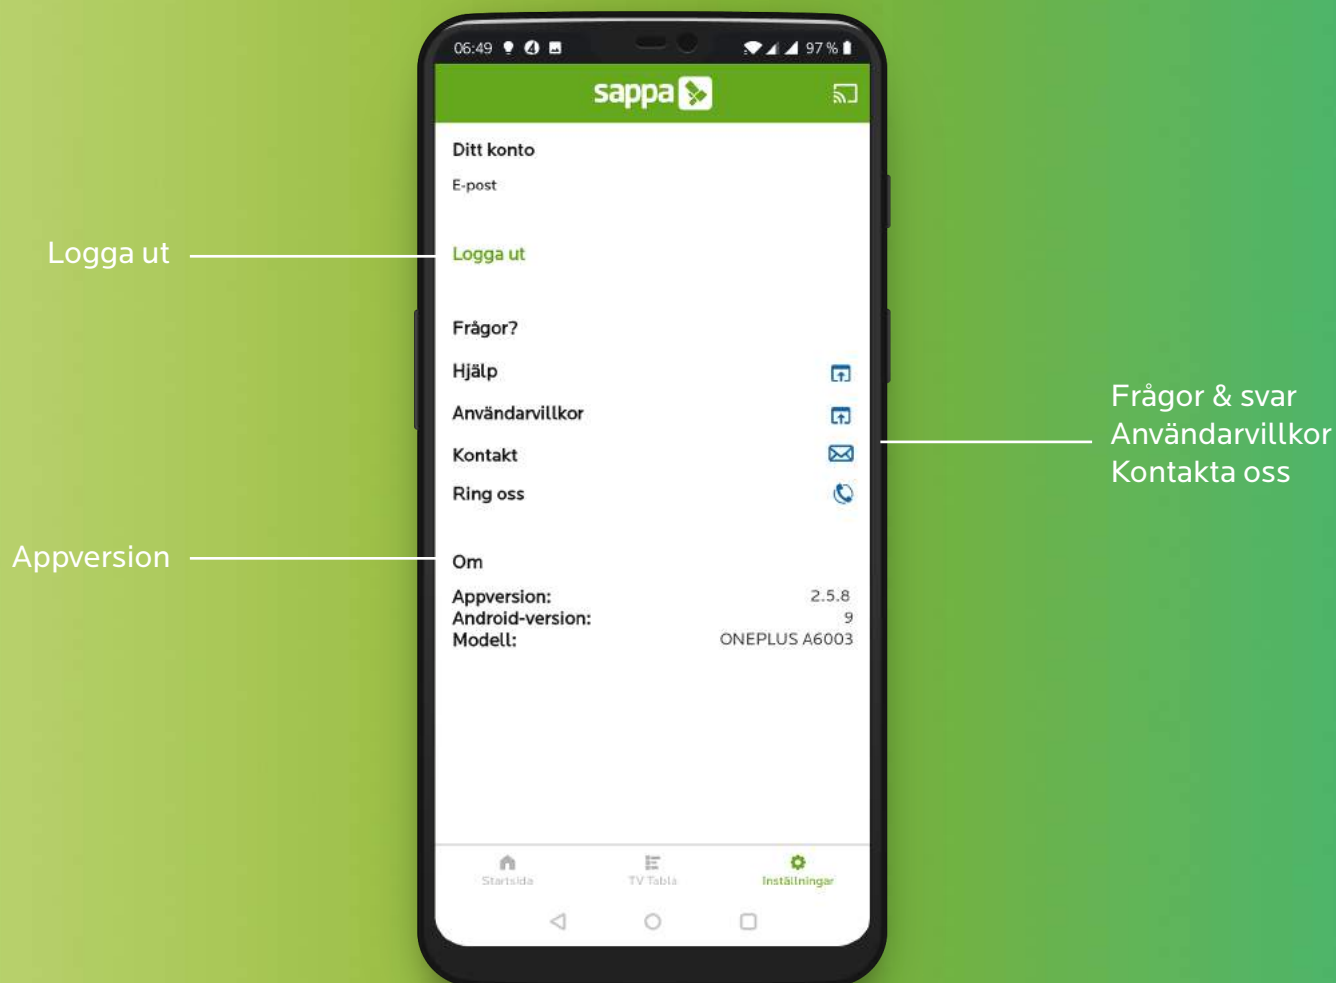 06:49
97 %
sappa
Ditt konto
E-post
Logga ut
Logga ut
Frågor?
Hjälp
Användarvillkor
Kontakt
Ring oss
Frågor & svar
Användarvillkor
Kontakta oss
Appversion
Om
Appversion: 2.5.8
Android-version: 9
Modell: ONEPLUS A6003
Startsida
TV Tablå
Inställningar